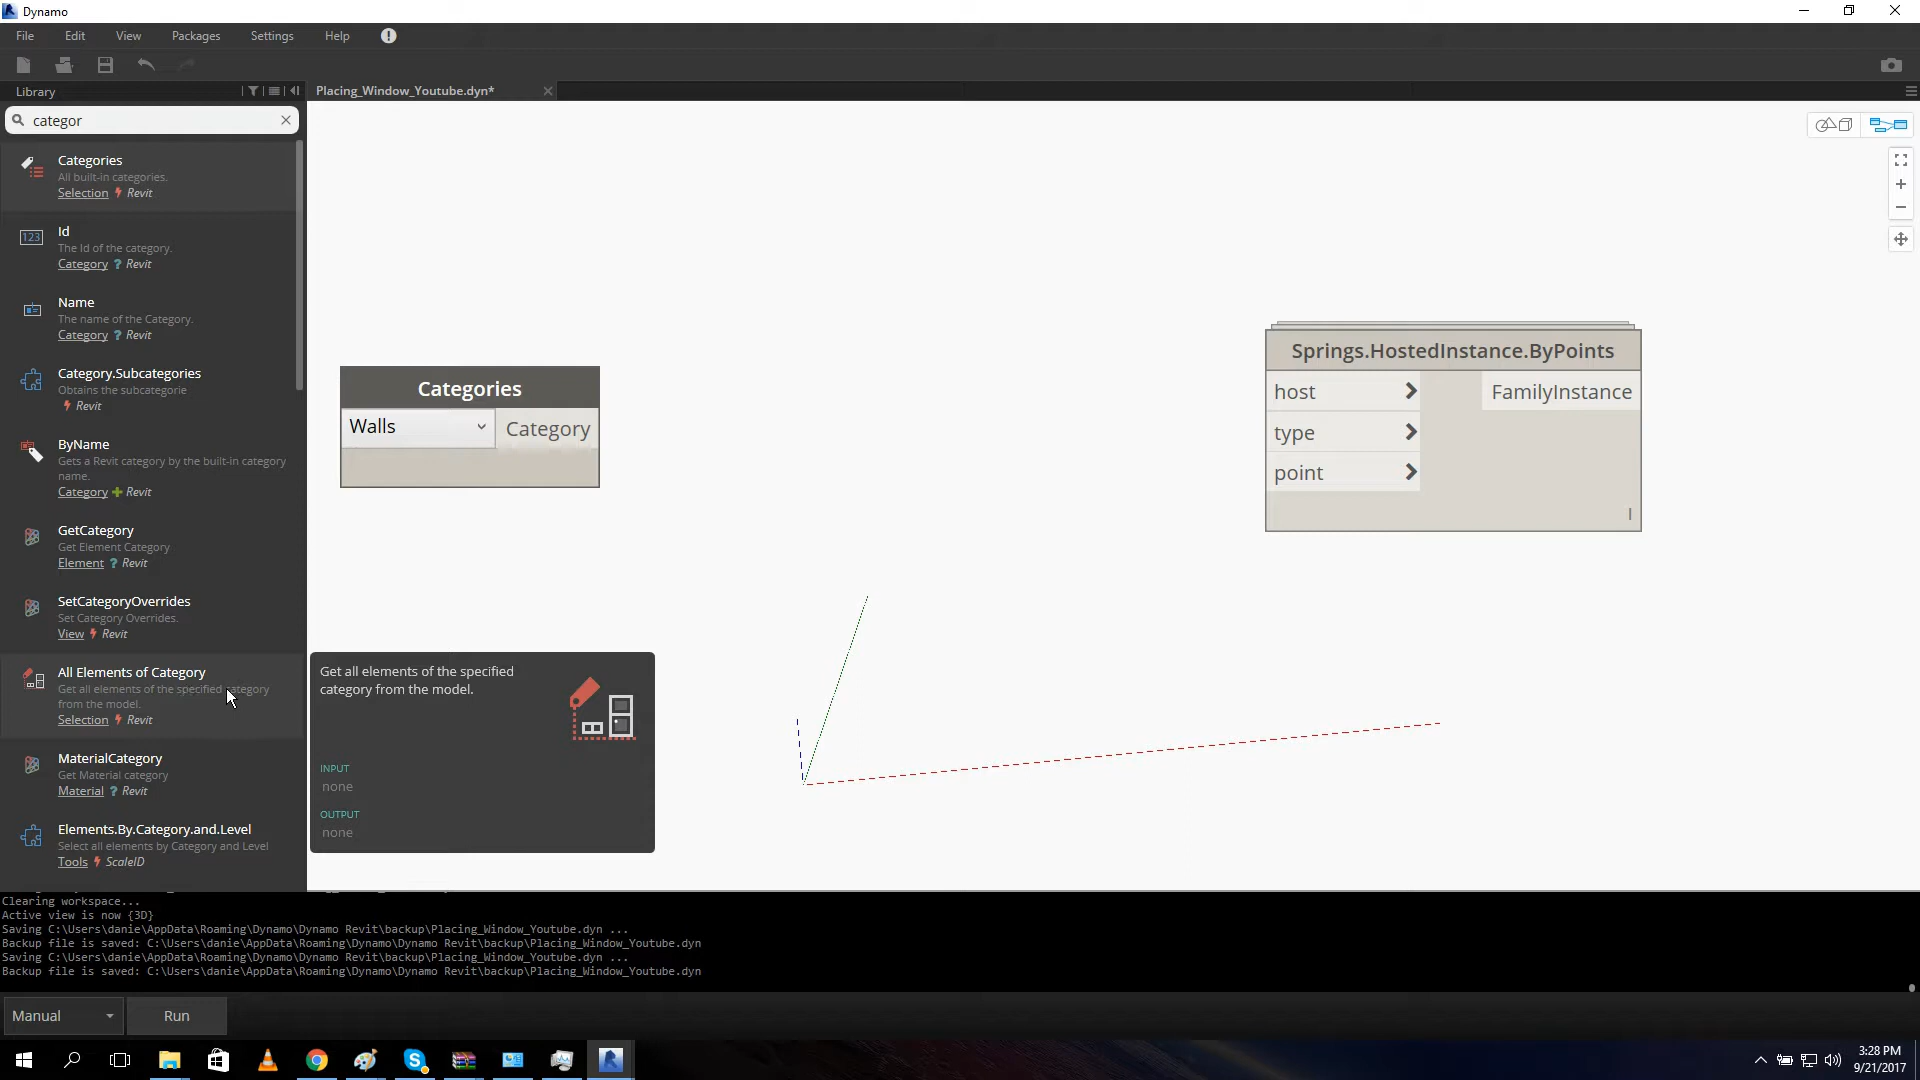 Dynamo
File Edit View Packages Settings Help
Library
Placing_Window_Youtube.dyn*
categor
Categories
All built-in categories.
Selection Revit
Id
The Id of the category.
Category ? Revit
Name
The name of the Category.
Category ? Revit
Category.Subcategories
Obtains the subcategorie
Revit
ByName
Gets a Revit category by the built-in category
name.
Category Revit
GetCategory
Get Element Category
Element ? Revit
SetCategoryOverrides
Set Category Overrides.
View Revit
All Elements of Category
Get all elements of the specified category
from the model.
Selection Revit
MaterialCategory
Get Material category
Material ? Revit
Elements.By.Category.and.Level
Select all elements by Category and Level
Tools ScaleID
Categories
Walls Category
Springs.HostedInstance.ByPoints
host FamilyInstance
type
point
Get all elements of the specified
category from the model.
INPUT
none
OUTPUT
none
Clearing workspace...
Active view is now {3D}
Saving C:\Users\danie\AppData\Roaming\Dynamo\Dynamo Revit\backup\Placing_Window_Youtube.dyn ...
Backup file is saved: C:\Users\danie\AppData\Roaming\Dynamo\Dynamo Revit\backup\Placing_Window_Youtube.dyn
Saving C:\Users\danie\AppData\Roaming\Dynamo\Dynamo Revit\backup\Placing_Window_Youtube.dyn ...
Backup file is saved: C:\Users\danie\AppData\Roaming\Dynamo\Dynamo Revit\backup\Placing_Window_Youtube.dyn
Manual Run
3:28 PM
9/21/2017